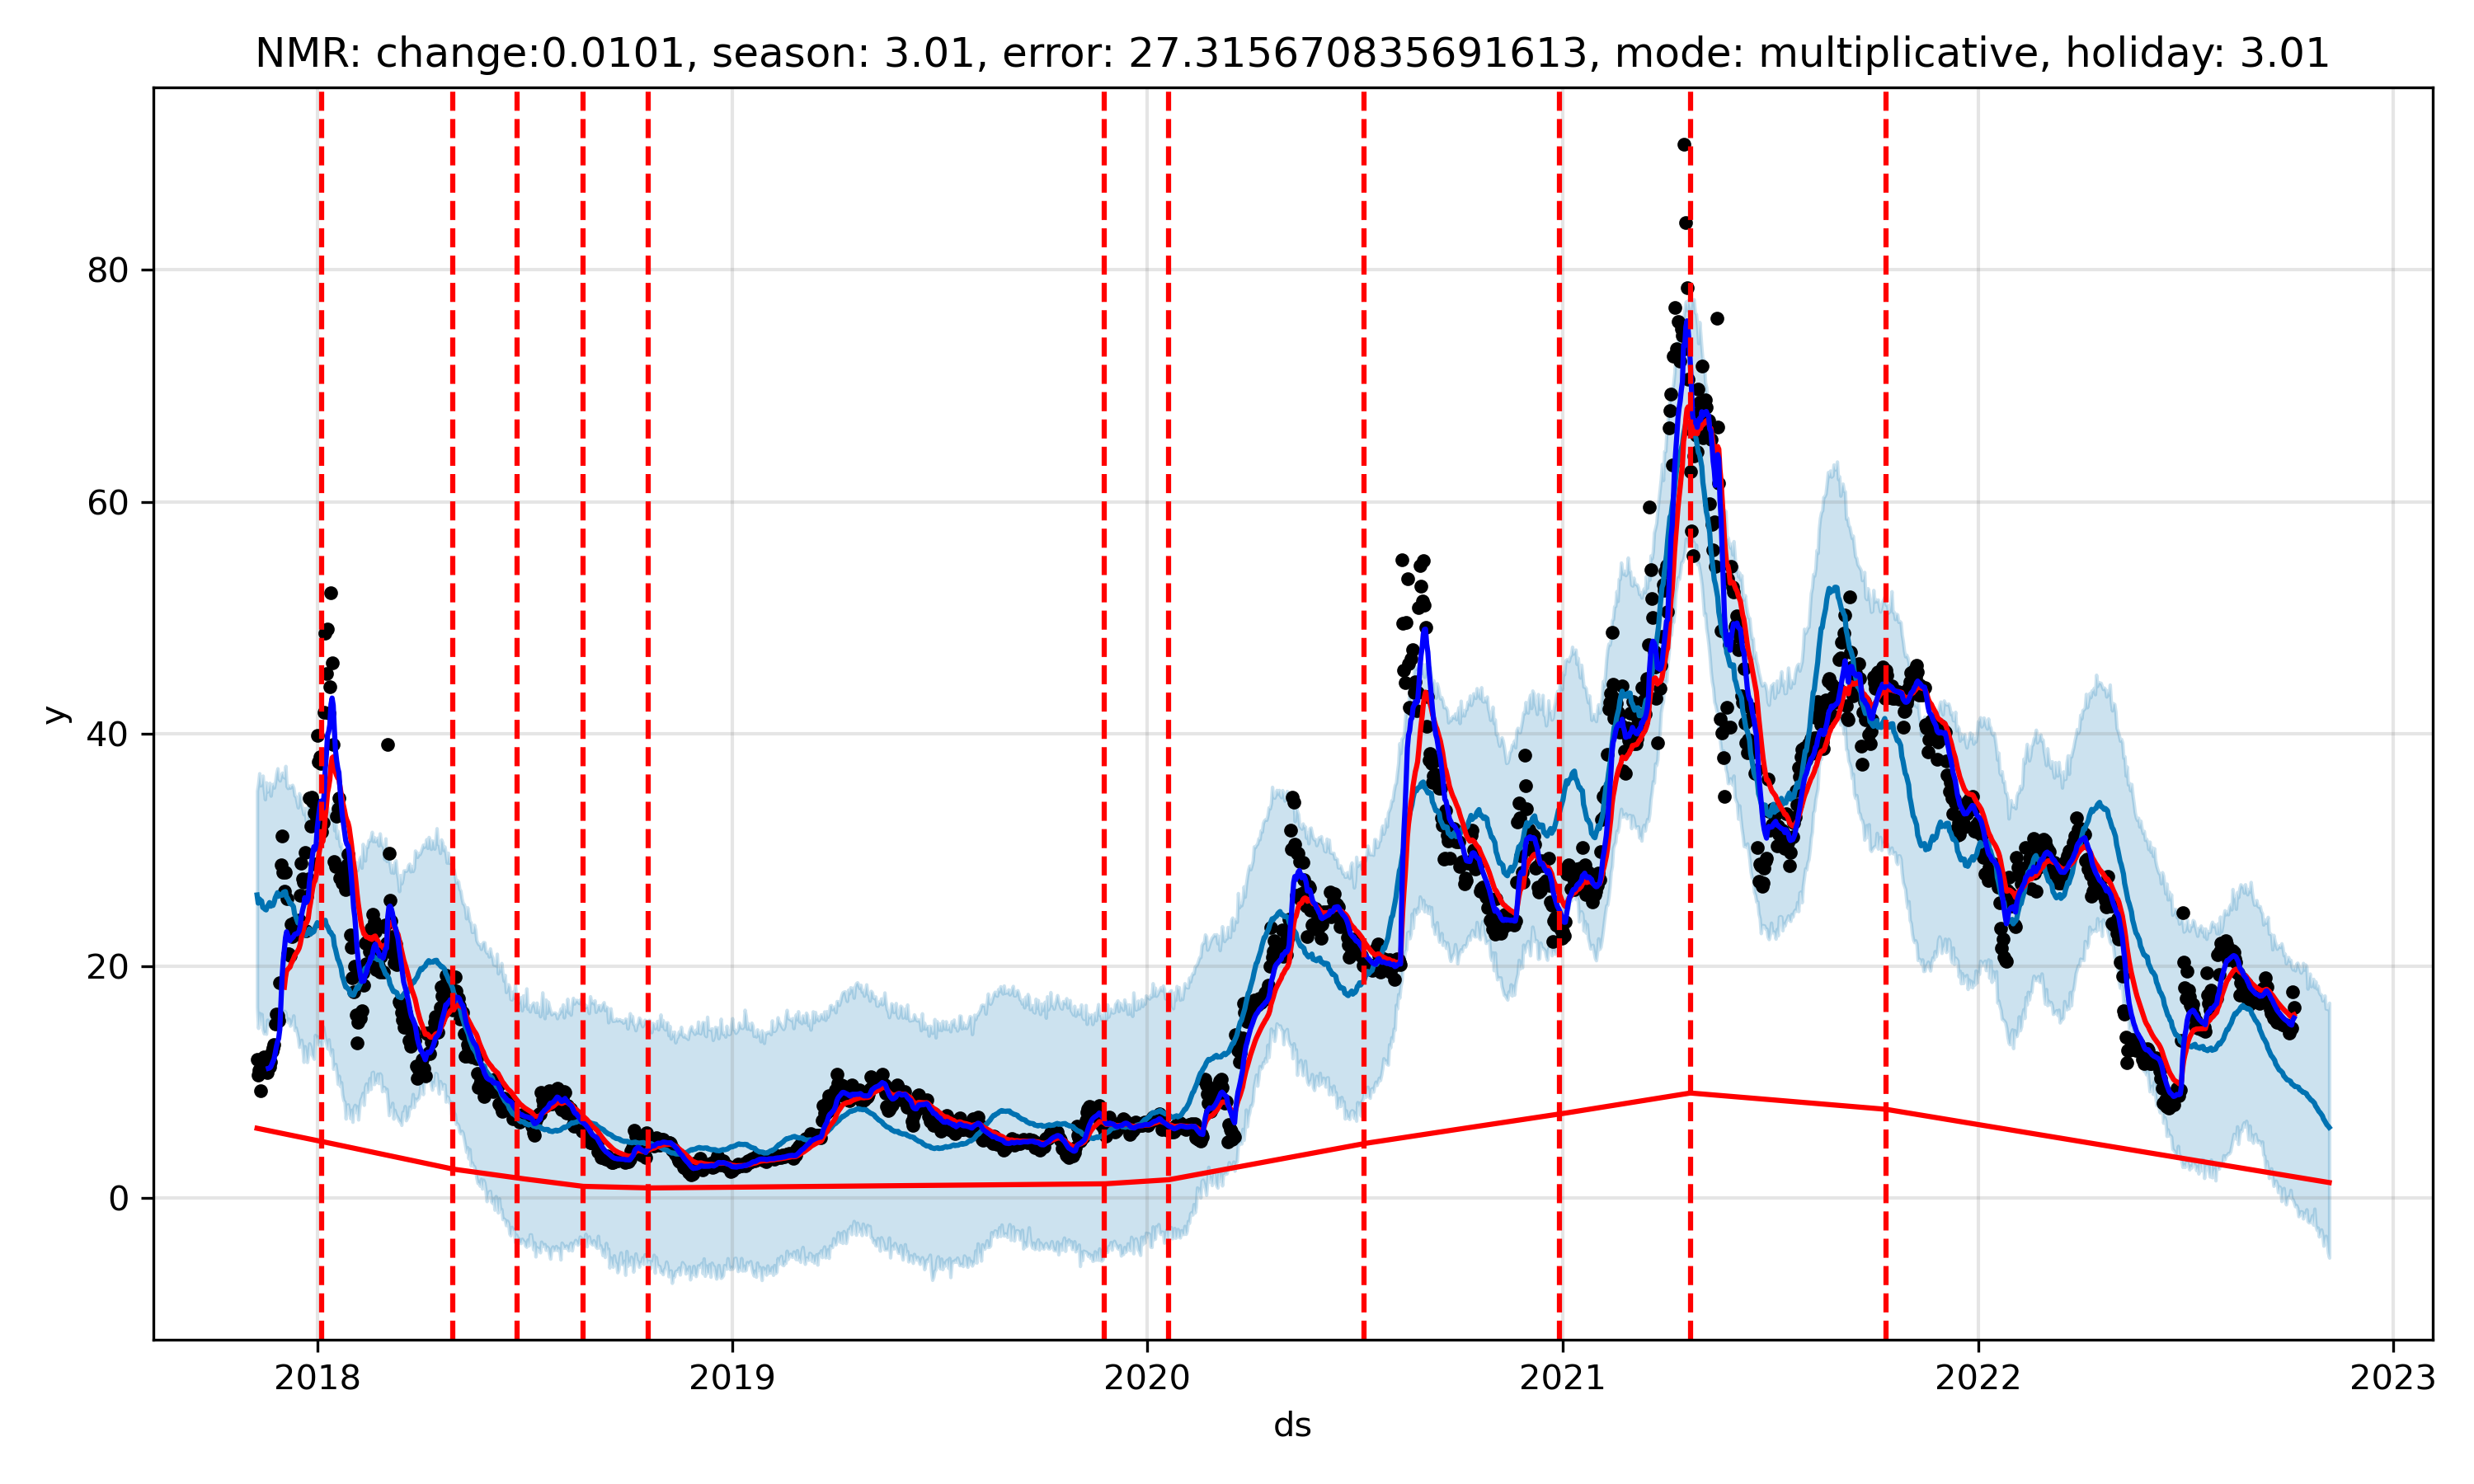 NMR: change:0.0101, season: 3.01, error: 27.315670835691613, mode: multiplicative, holiday: 3.01
y
80
60
40
20
0
2018 2019 2020 2021 2022 2023
ds